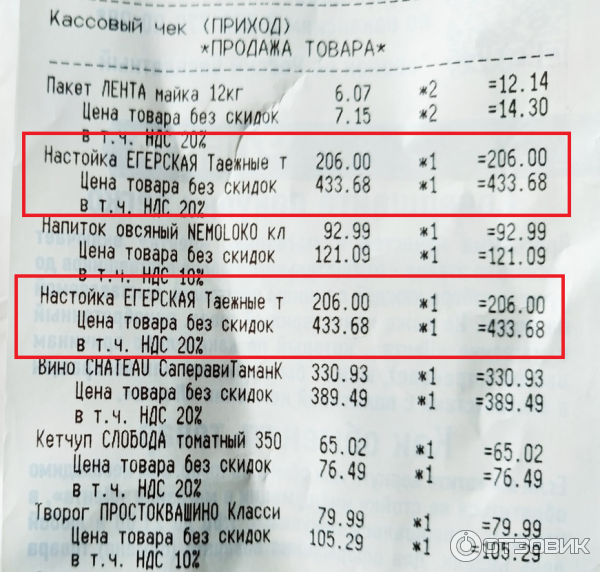 Кассовый чек (ПРИХОД)
*ПРОДАЖА ТОВАРА*
Пакет ЛЕНТА майка 12кг 6.07 *2 =12.14
Цена товара без скидок 7.15 *2 =14.30
в т.ч. НДС 20%
Настойка ЕГЕРСКАЯ Таежные т 206.00 *1 =206.00
Цена товара без скидок 433.68 *1 =433.68
в т.ч. НДС 20%
Напиток овсяный NEMOLOKO кл 92.99 *1 =92.99
Цена товара без скидок 121.09 *1 =121.09
в т.ч. НДС 10%
Настойка ЕГЕРСКАЯ Таежные т 206.00 *1 =206.00
Цена товара без скидок 433.68 *1 =433.68
в т.ч. НДС 20%
Вино CHATEAU СаперавиТаманК 330.93 *1 =330.93
Цена товара без скидок 389.49 *1 =389.49
в т.ч. НДС 20%
Кетчуп СЛОБОДА томатный 350 65.02 *1 =65.02
Цена товара без скидок 76.49 *1 =76.49
в т.ч. НДС 20%
Творог ПРОСТОКВАШИНО Класси 79.99 *1 =79.99
Цена товара без скидок 105.29 *1 =105.29
в т.ч. НДС 10%
ОТЗОВИК